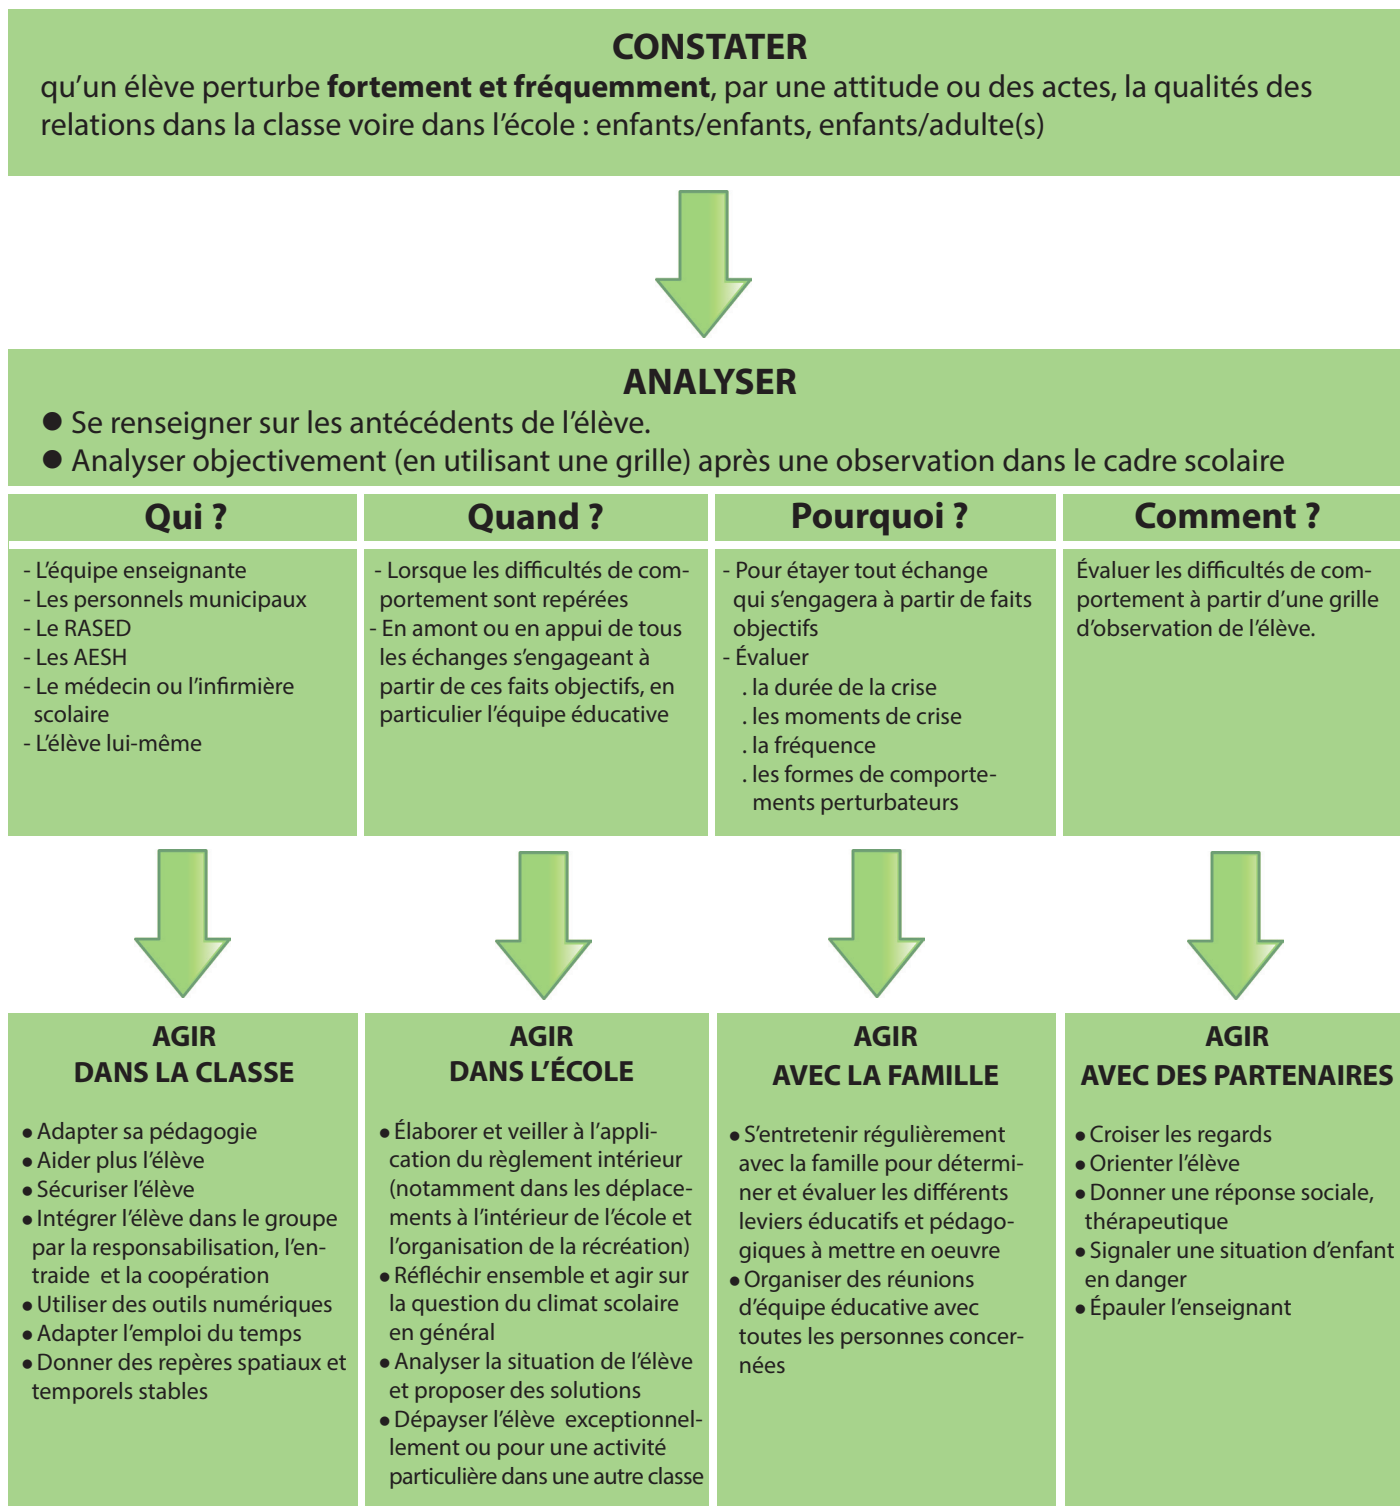 CONSTATER
qu'un élève perturbe fortement et fréquemment, par une attitude ou des actes, la qualités des
relations dans la classe voire dans l'école : enfants/enfants, enfants/adulte(s)
ANALYSER
● Se renseigner sur les antécédents de l'élève.
● Analyser objectivement (en utilisant une grille) après une observation dans le cadre scolaire
Qui ?
- L'équipe enseignante
- Les personnels municipaux
- Le RASED
- Les AESH
- Le médecin ou l'infirmière
scolaire
- L'élève lui-même
Quand ?
- Lorsque les difficultés de com-
portement sont repérées
- En amont ou en appui de tous
les échanges s'engageant à
partir de ces faits objectifs, en
particulier l'équipe éducative
Pourquoi ?
- Pour étayer tout échange
qui s'engagera à partir de faits
objectifs
- Évaluer
. la durée de la crise
. les moments de crise
. la fréquence
. les formes de comporte-
ments perturbateurs
Comment ?
Évaluer les difficultés de com-
portement à partir d'une grille
d'observation de l'élève.
AGIR
DANS LA CLASSE
● Adapter sa pédagogie
● Aider plus l'élève
● Sécuriser l'élève
● Intégrer l'élève dans le groupe
par la responsabilisation, l'en-
traide et la coopération
● Utiliser des outils numériques
● Adapter l'emploi du temps
● Donner des repères spatiaux et
temporels stables
AGIR
DANS L'ÉCOLE
● Élaborer et veiller à l'appli-
cation du règlement intérieur
(notamment dans les déplace-
ments à l'intérieur de l'école et
l'organisation de la récréation)
● Réfléchir ensemble et agir sur
la question du climat scolaire
en général
● Analyser la situation de l'élève
et proposer des solutions
● Dépayser l'élève exceptionnel-
lement ou pour une activité
particulière dans une autre classe
AGIR
AVEC LA FAMILLE
● S'entretenir régulièrement
avec la famille pour détermi-
ner et évaluer les différents
leviers éducatifs et pédago-
giques à mettre en oeuvre
● Organiser des réunions
d'équipe éducative avec
toutes les personnes concer-
nées
AGIR
AVEC DES PARTENAIRES
● Croiser les regards
● Orienter l'élève
● Donner une réponse sociale,
thérapeutique
● Signaler une situation d'enfant
en danger
● Épauler l'enseignant